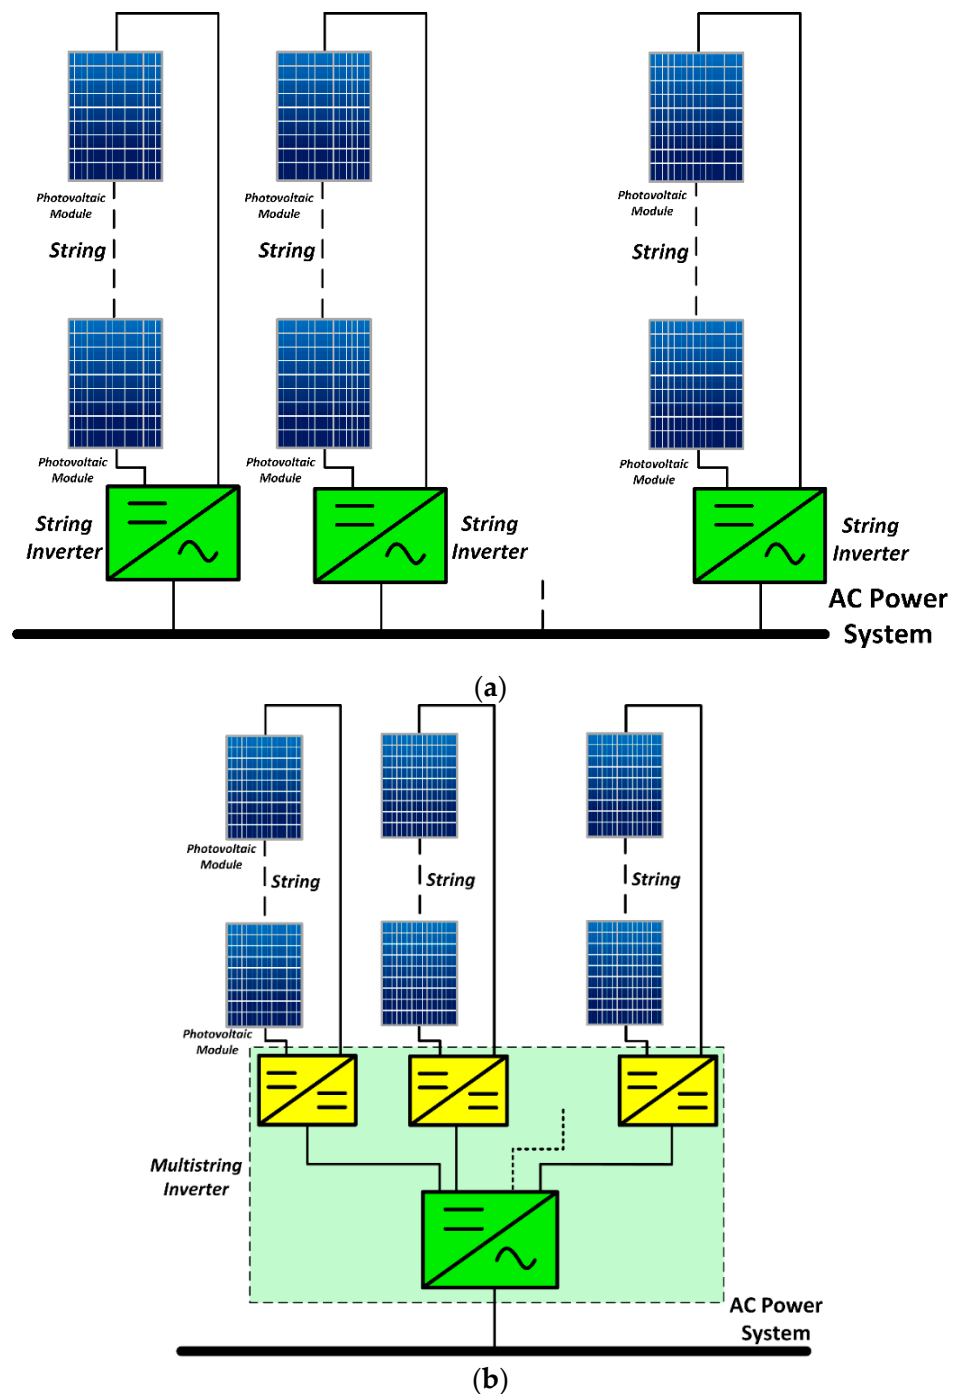 Photovoltaic
Module
Photovoltaic
Module
Photovoltaic
Module
String
String
String
Photovoltaic
Module
Photovoltaic
Module
Photovoltaic
Module
String
Inverter
String
Inverter
String
Inverter
AC Power
System
(a)
Photovoltaic
Module
String
String
String
Photovoltaic
Module
Multistring
Inverter
AC Power
System
(b)